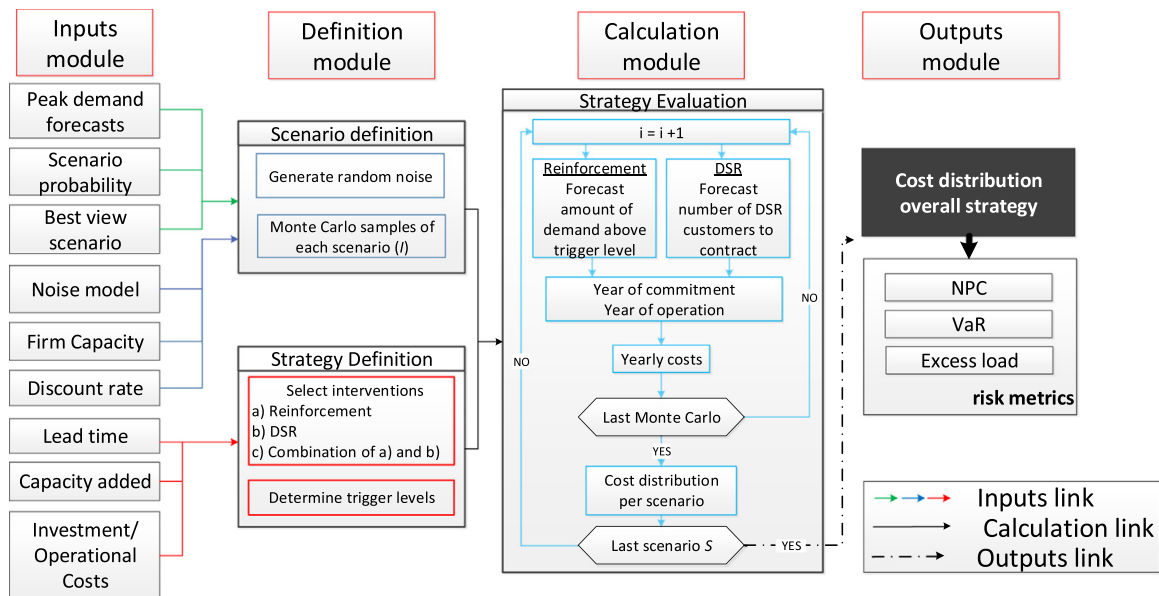 Inputs
module
Peak demand
forecasts
Scenario
probability
Best view
scenario
Noise model
Firm Capacity
Discount rate
Lead time
Capacity added
Investment/
Operational
Costs
Definition
module
Scenario definition
Generate random noise
Monte Carlo samples of
each scenario (I)
Strategy Definition
Select interventions
a) Reinforcement
b) DSR
c) Combination of a) and b)
Determine trigger levels
Calculation
module
Strategy Evaluation
i = i +1
Reinforcement
Forecast
amount of
demand above
trigger level
DSR
Forecast
number of DSR
customers to
contract
Year of commitment
Year of operation
NO
Yearly costs
NO
Last Monte Carlo
YES
Cost distribution
per scenario
Last scenario S
YES
Outputs
module
Cost distribution
overall strategy
NPC
VaR
Excess load
risk metrics
Inputs link
Calculation link
Outputs link